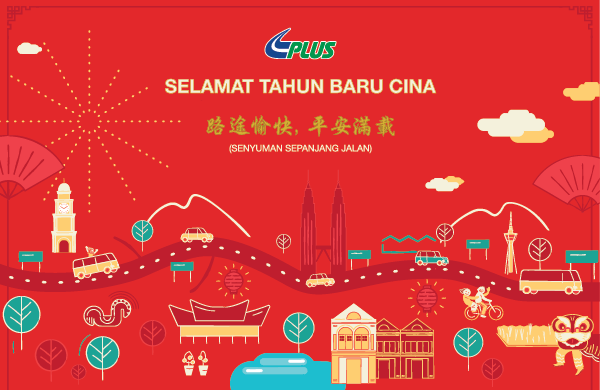 PLUS
SELAMAT TAHUN BARU CINA
路途愉快，平安滿載
(SENYUMAN SEPANJANG JALAN)